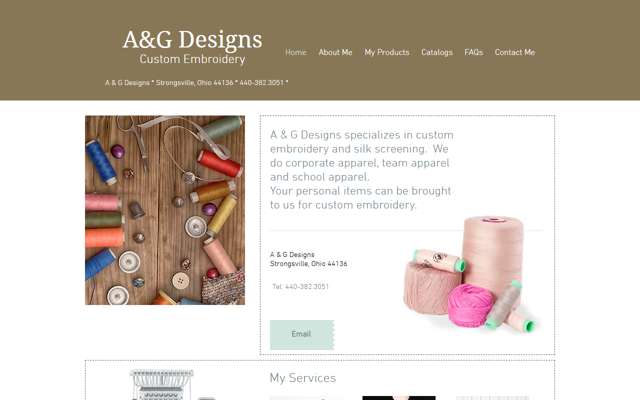 A&G Designs
Custom Embroidery
Home About Me My Products Catalogs FAQs Contact Me
A & G Designs * Strongsville, Ohio 44136 * 440-382.3051 *
A & G Designs specializes in custom
embroidery and silk screening. We
do corporate apparel, team apparel
and school apparel.
Your personal items can be brought
to us for custom embroidery.
A & G Designs
Strongsville, Ohio 44136
Tel: 440-382.3051
Email
My Services